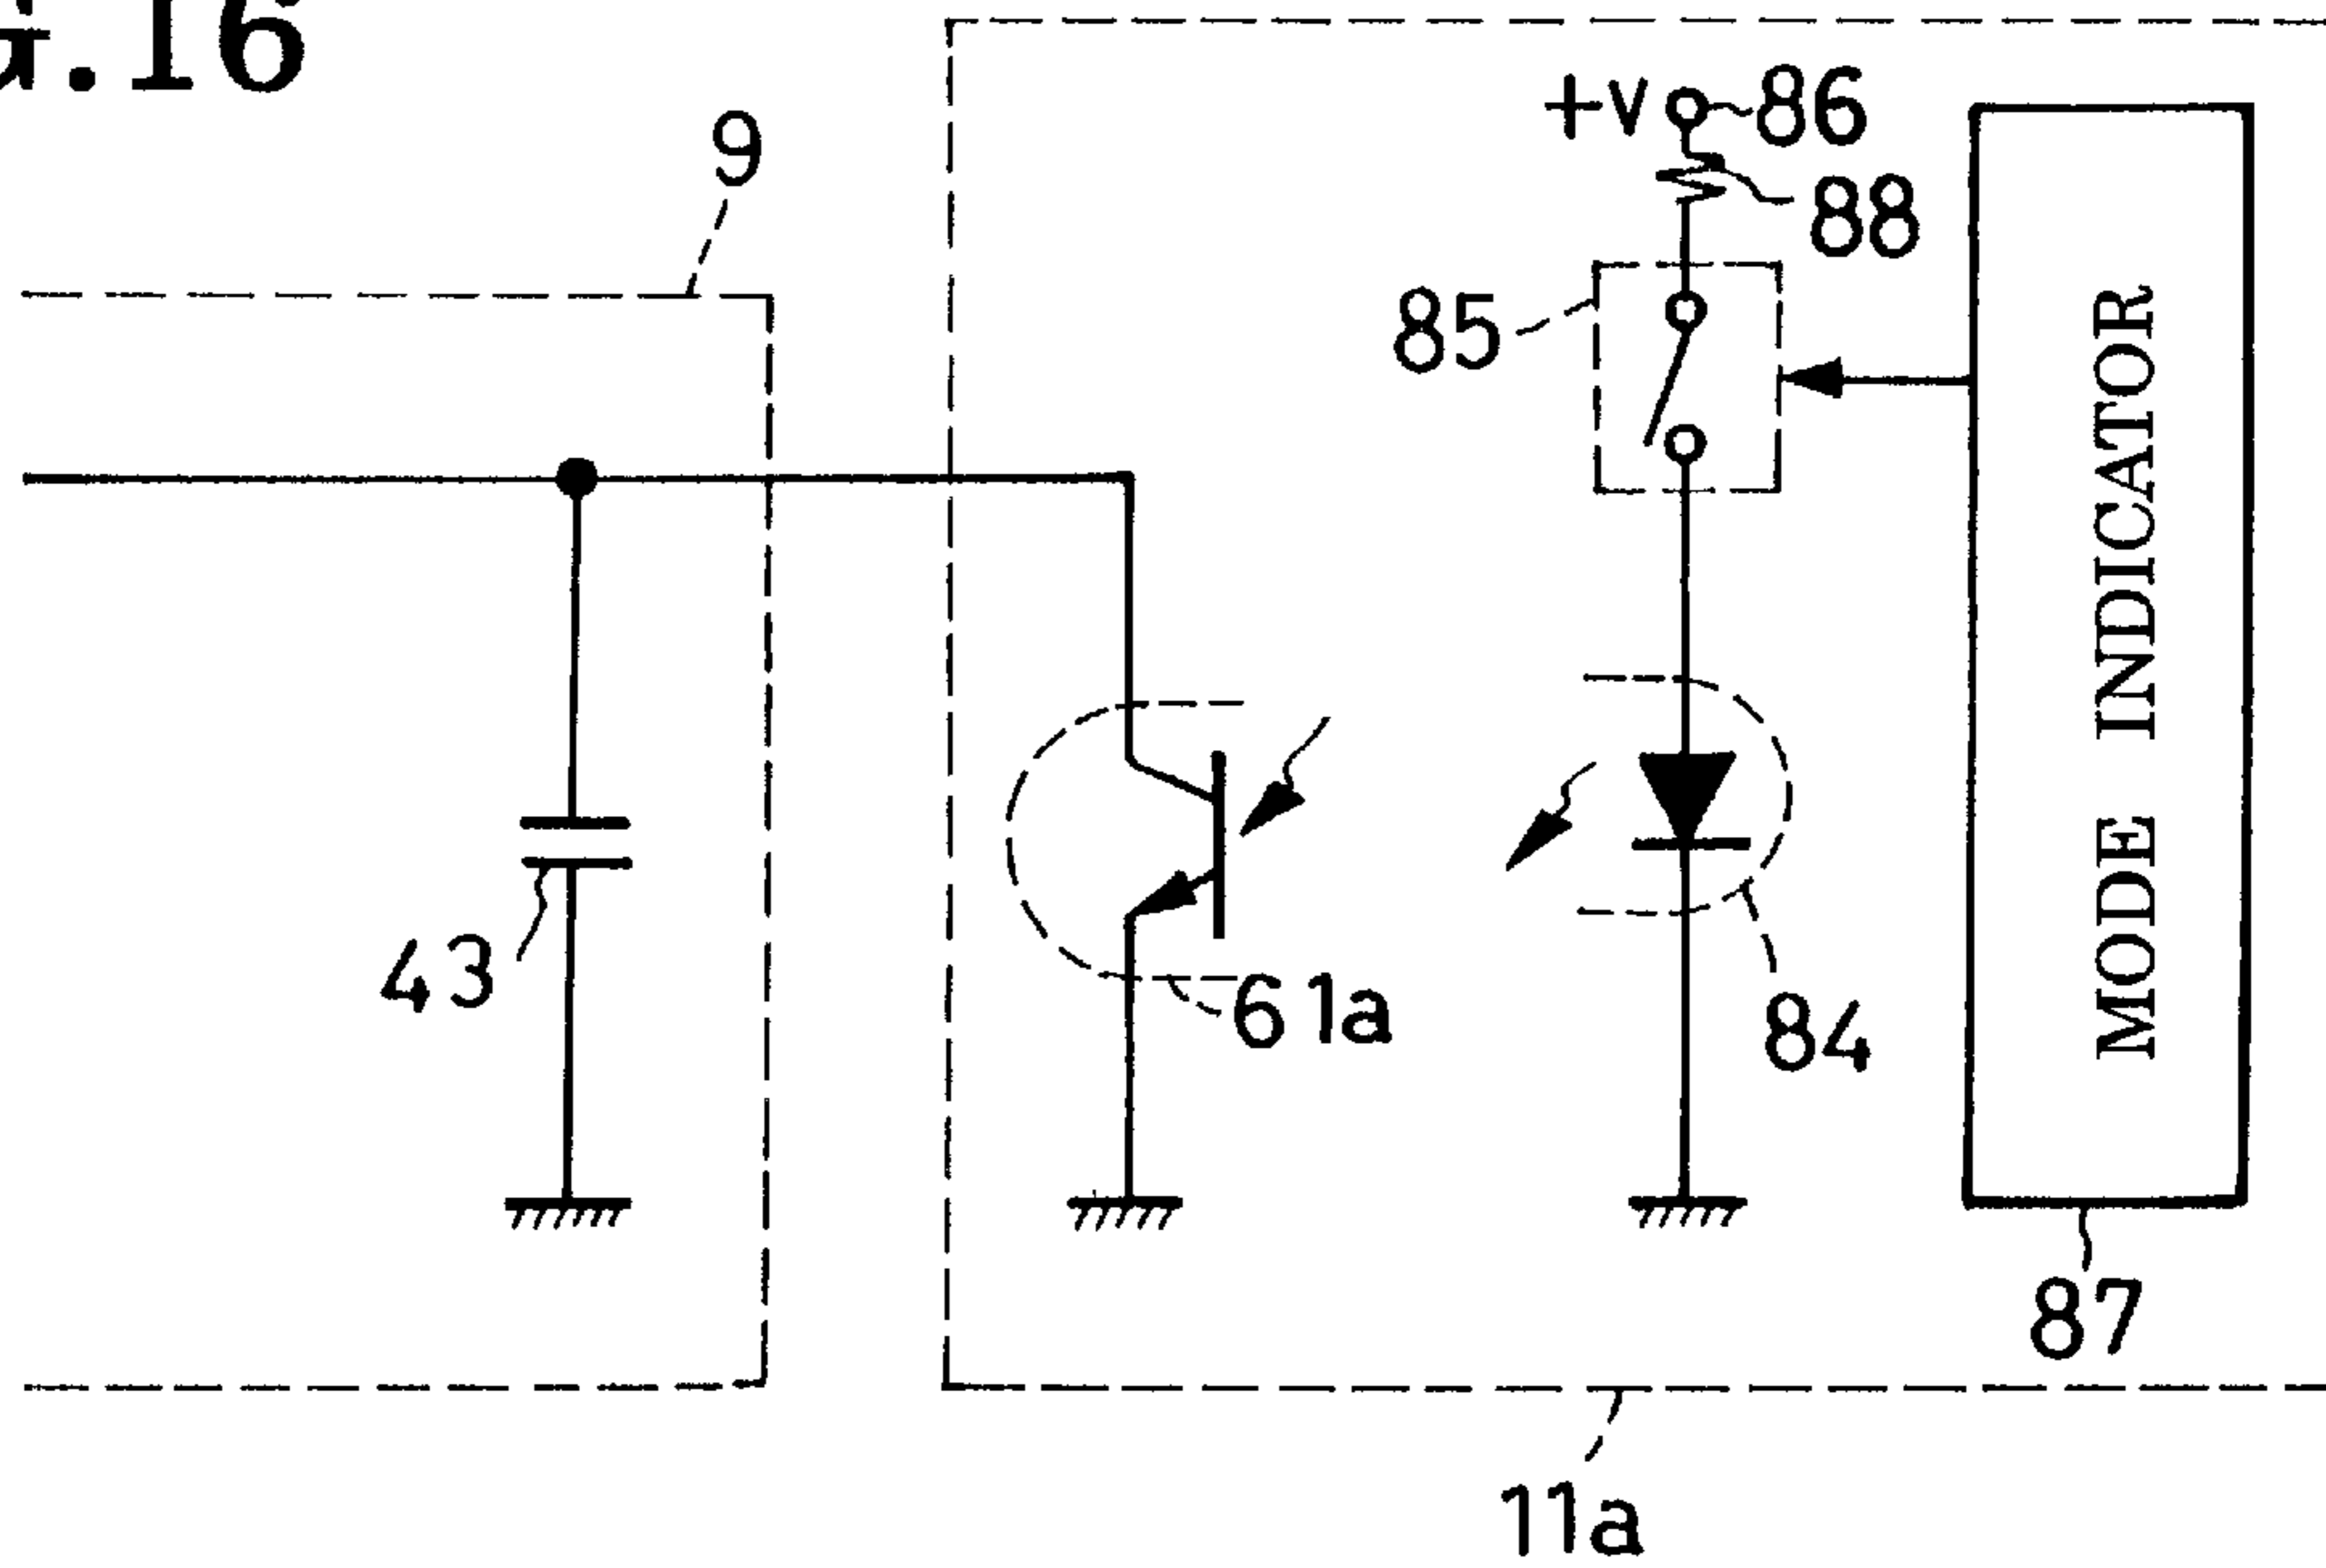 G.16
9
+V
86
88
85
MODE INDICATOR
43
61a
84
87
11a